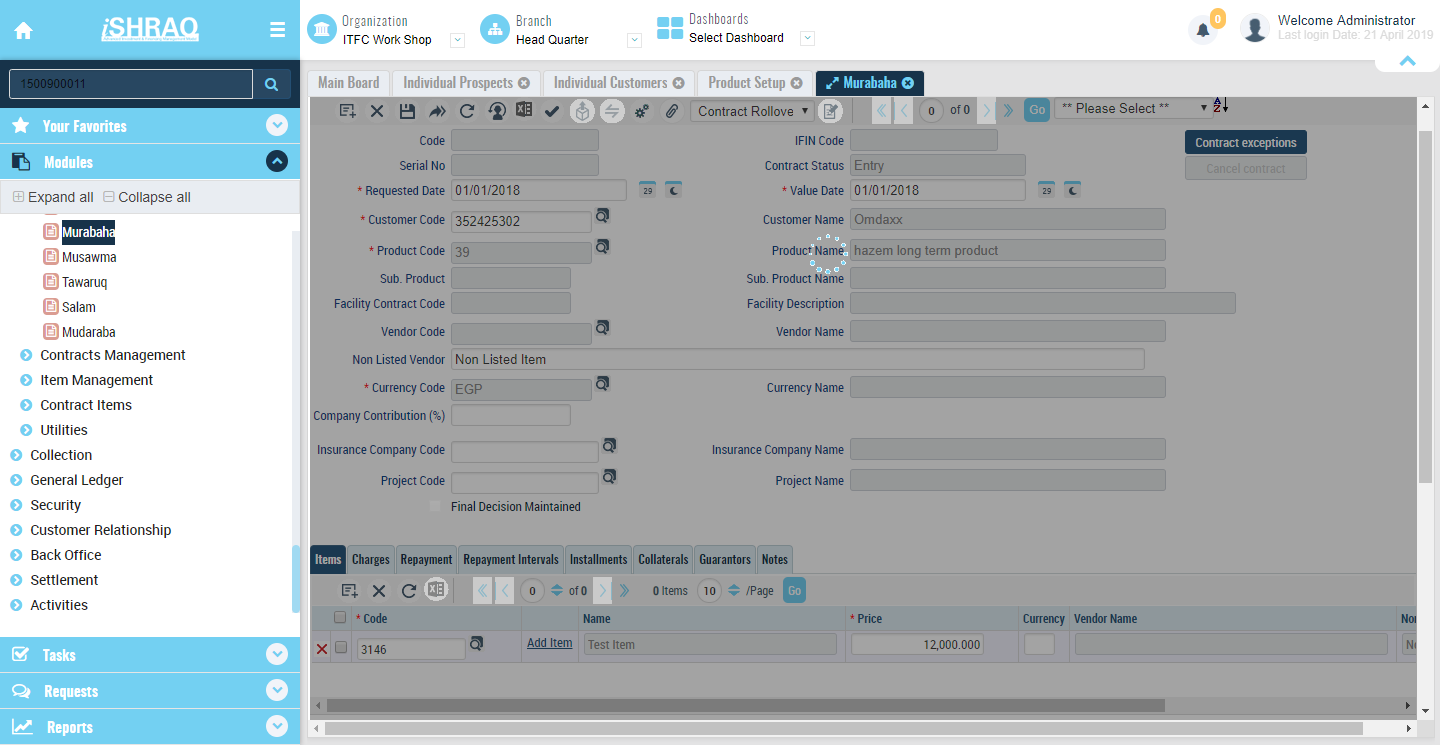 iSHRAQ
Organization
ITFC Work Shop
Branch
Head Quarter
Dashboards
Select Dashboard
0
Welcome Administrator
Last login Date: 21 April 2019
1500900011
Your Favorites
Modules
Expand all
Collapse all
Murabaha
Musawma
Tawaruq
Salam
Mudaraba
Contracts Management
Item Management
Contract Items
Utilities
Collection
General Ledger
Security
Customer Relationship
Back Office
Settlement
Activities
Tasks
Requests
Reports
Main Board
Individual Prospects
Individual Customers
Product Setup
Murabaha
Contract Rollove
0 of 0
Go
** Please Select **
Code
IFIN Code
Contract exceptions
Serial No
Contract Status Entry
Cancel contract
* Requested Date 01/01/2018 29
* Value Date 01/01/2018 29
* Customer Code 352425302
Customer Name Omdaxx
* Product Code 39
Product Name hazem long term product
Sub. Product
Sub. Product Name
Facility Contract Code
Facility Description
Vendor Code
Vendor Name
Non Listed Vendor Non Listed Item
* Currency Code EGP
Currency Name
Company Contribution (%)
Insurance Company Code
Insurance Company Name
Project Code
Project Name
Final Decision Maintained
Items Charges Repayment Repayment Intervals Installments Collaterals Guarantors Notes
0 of 0 0 Items 10 /Page Go
* Code Name * Price Currency Vendor Name Nor
3146 Add Item Test Item 12,000.000 No